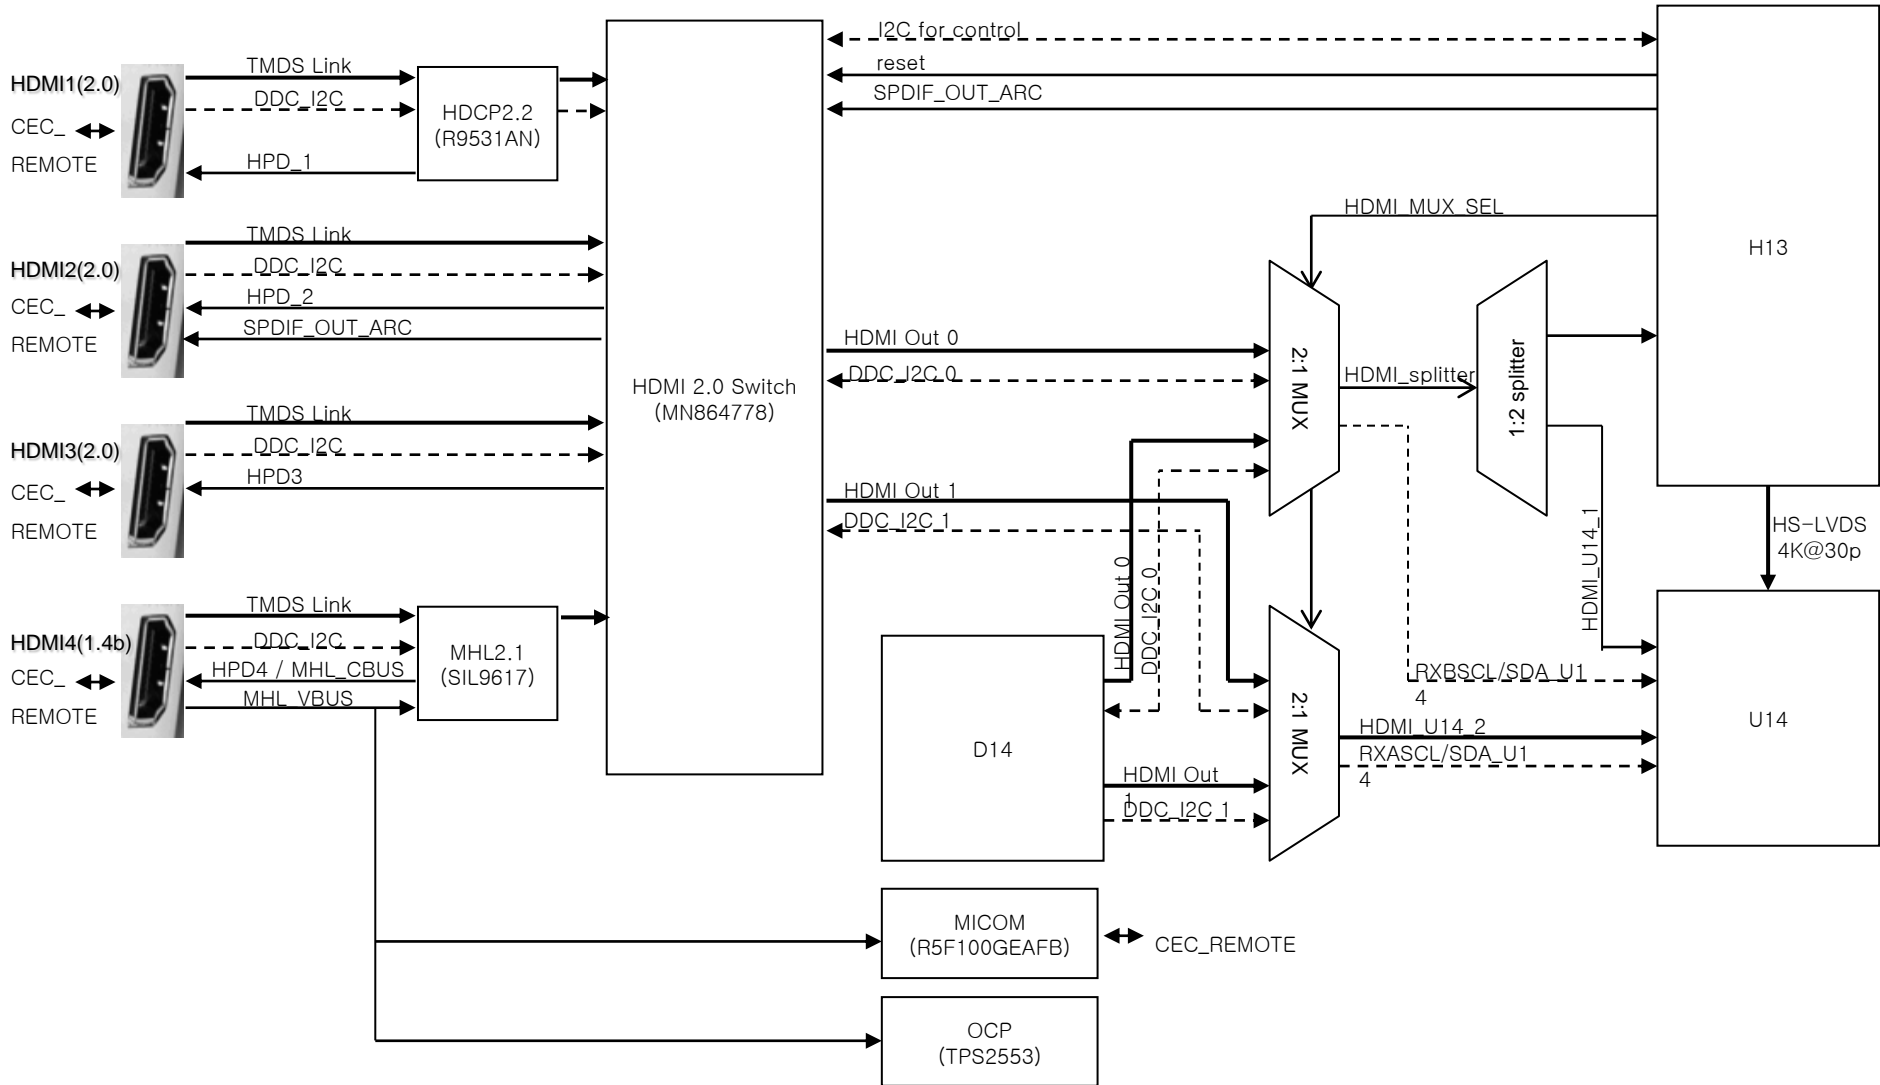 I2C for control
reset
SPDIF_OUT_ARC
HDMI1(2.0)
CEC_
REMOTE
TMDS Link
DDC_I2C
HPD_1
HDCP2.2
(R9531AN)
HDMI2(2.0)
CEC_
REMOTE
TMDS Link
DDC_I2C
HPD_2
SPDIF_OUT_ARC
HDMI3(2.0)
CEC_
REMOTE
TMDS Link
DDC_I2C
HPD3
HDMI4(1.4b)
CEC_
REMOTE
TMDS Link
DDC_I2C
HPD4 / MHL_CBUS
MHL_VBUS
MHL2.1
(SIL9617)
HDMI 2.0 Switch
(MN864778)
HDMI_MUX_SEL
HDMI Out 0
DDC_I2C_0
HDMI Out 1
DDC_I2C_1
2:1 MUX
HDMI_splitter
1:2 splitter
H13
HS-LVDS
4K@30p
HDMI_U14_1
HDMI Out 0
DDC_I2C_0
D14
HDMI Out
1
DDC_I2C_1
2:1 MUX
RXBSCL/SDA_U1
4
HDMI_U14_2
RXASCL/SDA_U1
4
U14
MICOM
(R5F100GEAFB)
CEC_REMOTE
OCP
(TPS2553)